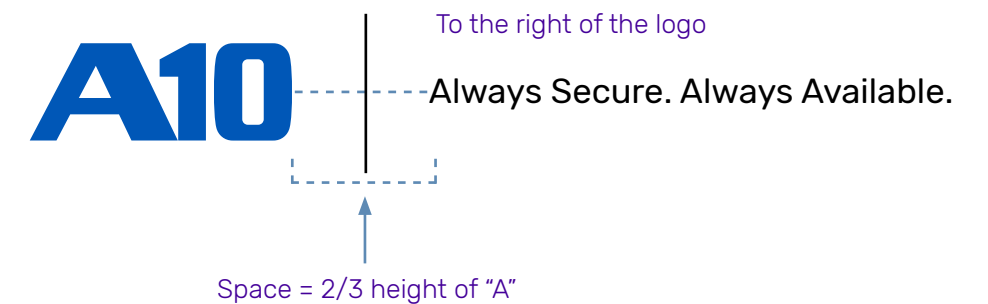 To the right of the logo
A10
Always Secure. Always Available.
Space = 2/3 height of “A”